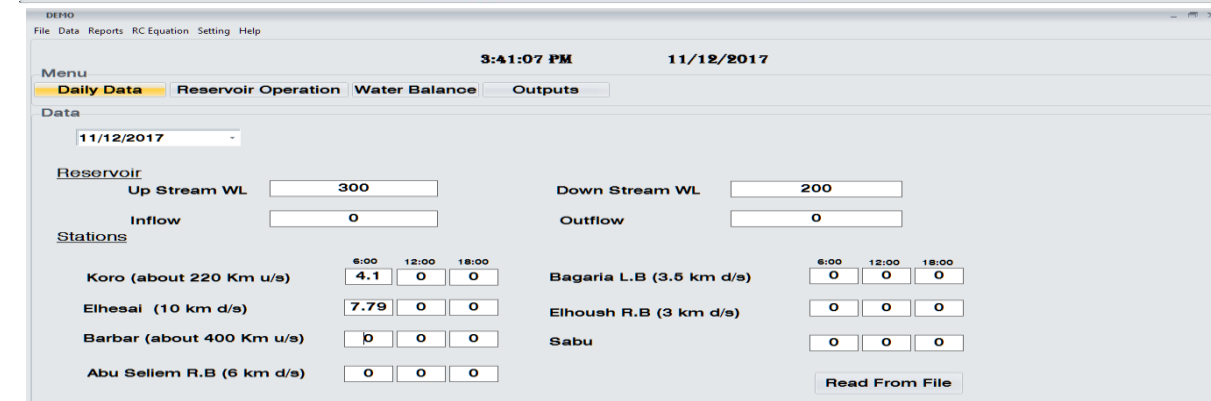 DEMO
File Data Reports RC Equation Setting Help
3:41:07 PM 11/12/2017
Menu
Daily Data Reservoir Operation Water Balance Outputs
Data
11/12/2017
Reservoir
Up Stream WL 300 Down Stream WL 200
Inflow 0 Outflow 0
Stations
6:00 12:00 18:00 6:00 12:00 18:00
Koro (about 220 Km u/s) 4.1 0 0 Bagaria L.B (3.5 km d/s) 0 0 0
Elhesai (10 km d/s) 7.79 0 0 Elhoush R.B (3 km d/s) 0 0 0
Barbar (about 400 Km u/s) 0 0 0 Sabu 0 0 0
Abu Seliem R.B (6 km d/s) 0 0 0
Read From File